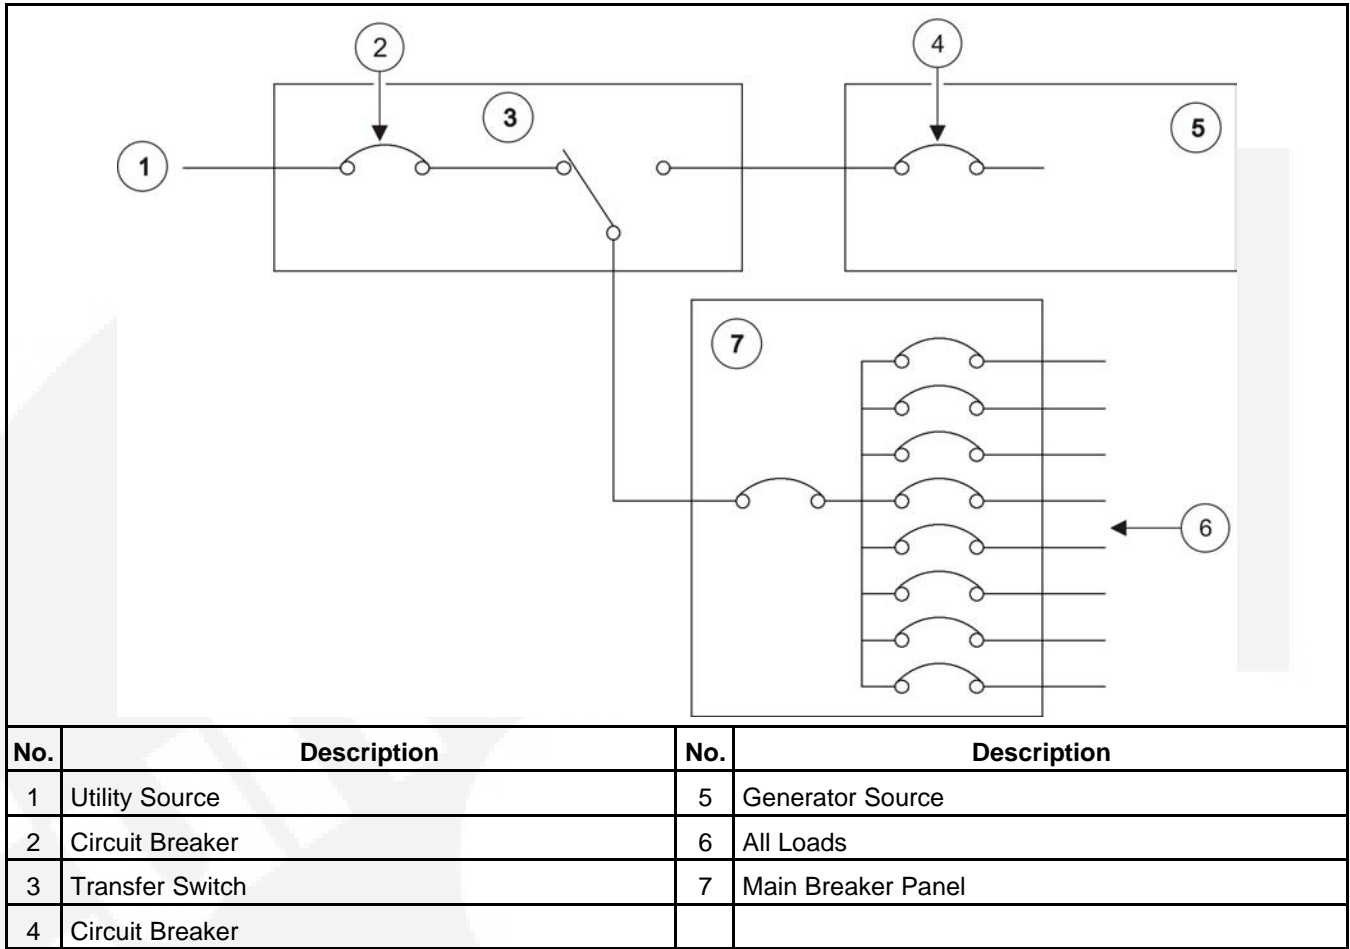 2
4
3
5
1
7
6
No. Description No. Description
1 Utility Source 5 Generator Source
2 Circuit Breaker 6 All Loads
3 Transfer Switch 7 Main Breaker Panel
4 Circuit Breaker